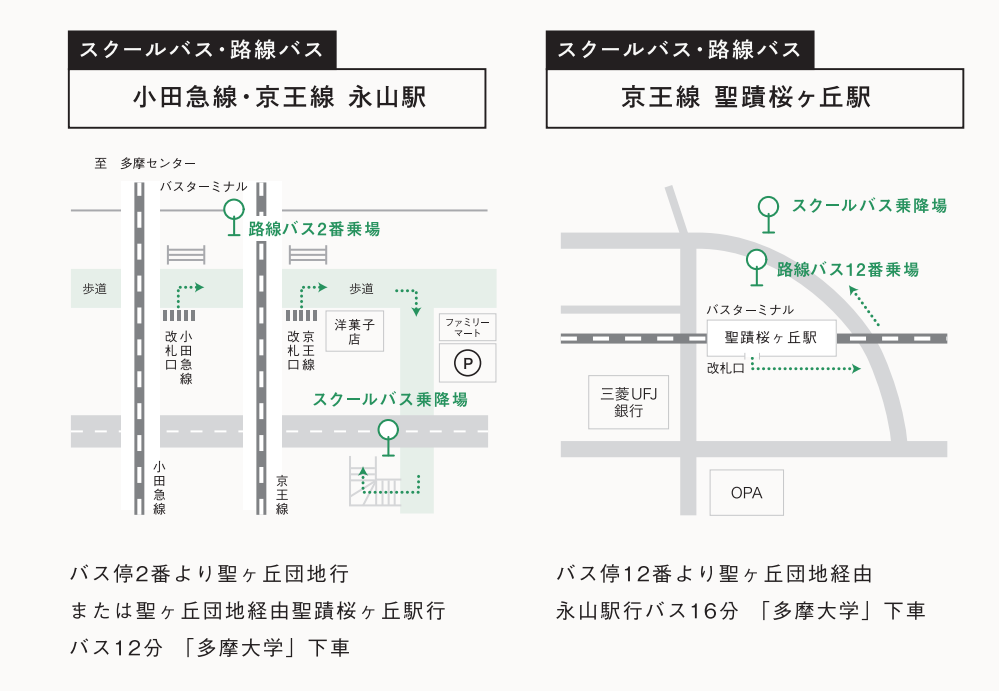 スクールバス・路線バス
小田急線・京王線 永山駅
至 多摩センター
バスターミナル
路線バス2番乗場
歩道
歩道
小田急線
改札口
京王線
改札口
洋菓子
店
ファミリー
マート
P
スクールバス乗降場
小田急線
京王線
バス停2番より聖ヶ丘団地行
または聖ヶ丘団地経由聖蹟桜ヶ丘駅行
バス12分 「多摩大学」下車
スクールバス・路線バス
京王線 聖蹟桜ヶ丘駅
スクールバス乗降場
路線バス12番乗場
バスターミナル
聖蹟桜ヶ丘駅
改札口
三菱UFJ
銀行
OPA
バス停12番より聖ヶ丘団地経由
永山駅行バス16分 「多摩大学」下車